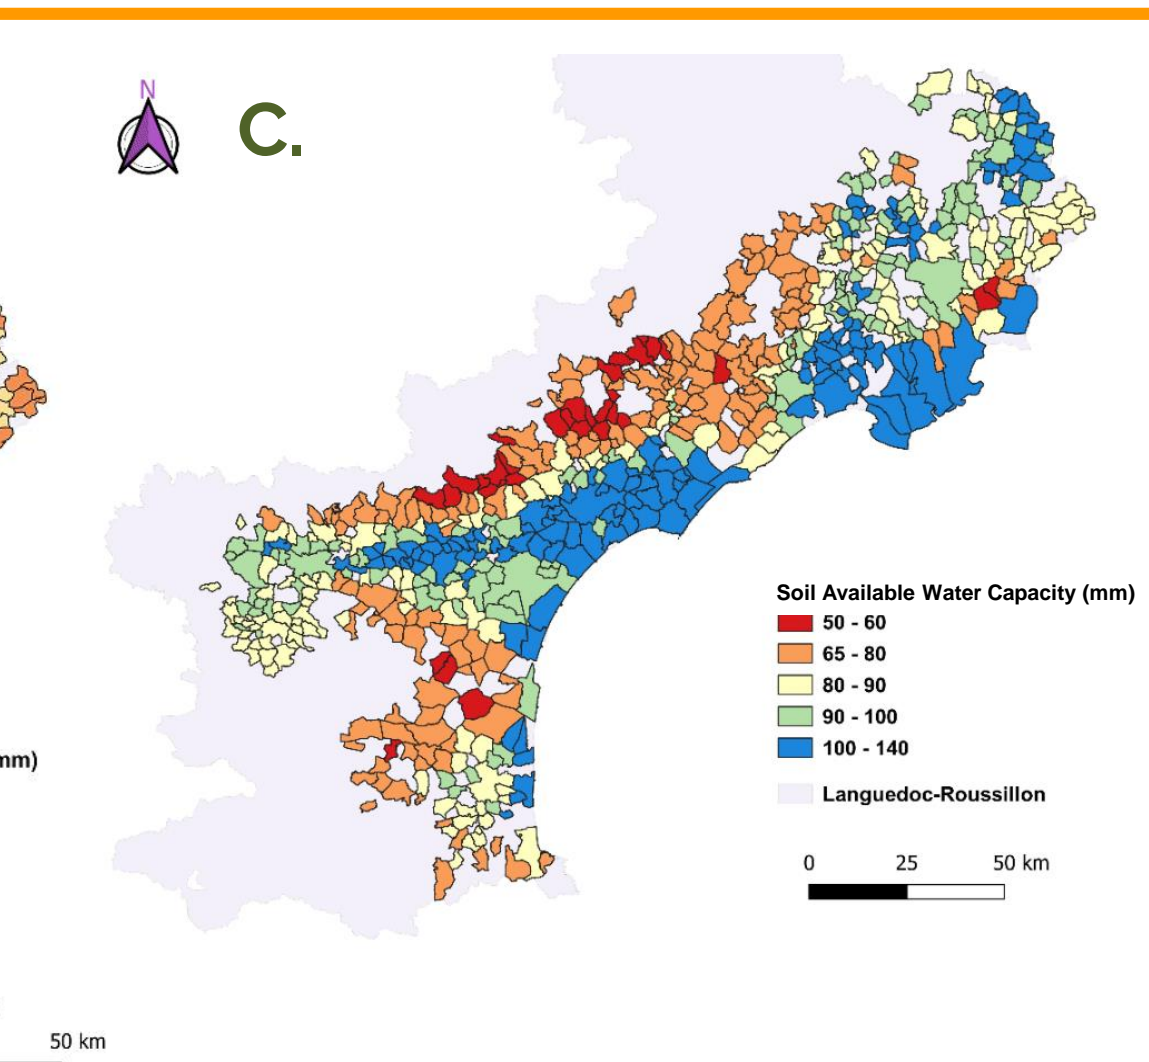 N
C.
Soil Available Water Capacity (mm)
50 - 60
65 - 80
80 - 90
90 - 100
100 - 140
Languedoc-Roussillon
mm)
0 25 50 km
50 km